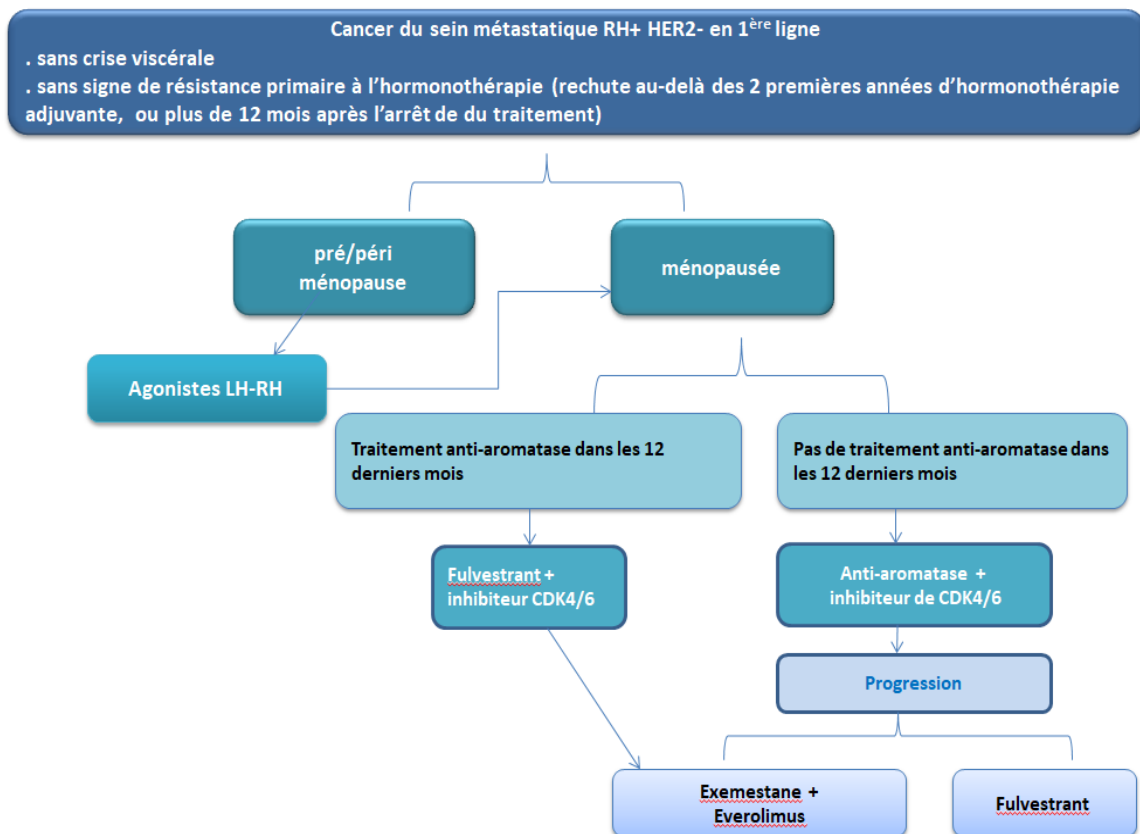 Cancer du sein métastatique RH+ HER2- en 1ère ligne
. sans crise viscérale
. sans signe de résistance primaire à l'hormonothérapie (rechute au-delà des 2 premières années d'hormonothérapie
adjuvante, ou plus de 12 mois après l'arrêt de du traitement)
pré/péri
ménopause
ménopausée
Agonistes LH-RH
Traitement anti-aromatase dans les 12
derniers mois
Pas de traitement anti-aromatase dans
les 12 derniers mois
Fulvestrant +
inhibiteur CDK4/6
Anti-aromatase +
inhibiteur de CDK4/6
Progression
Exemestane +
Everolimus
Fulvestrant